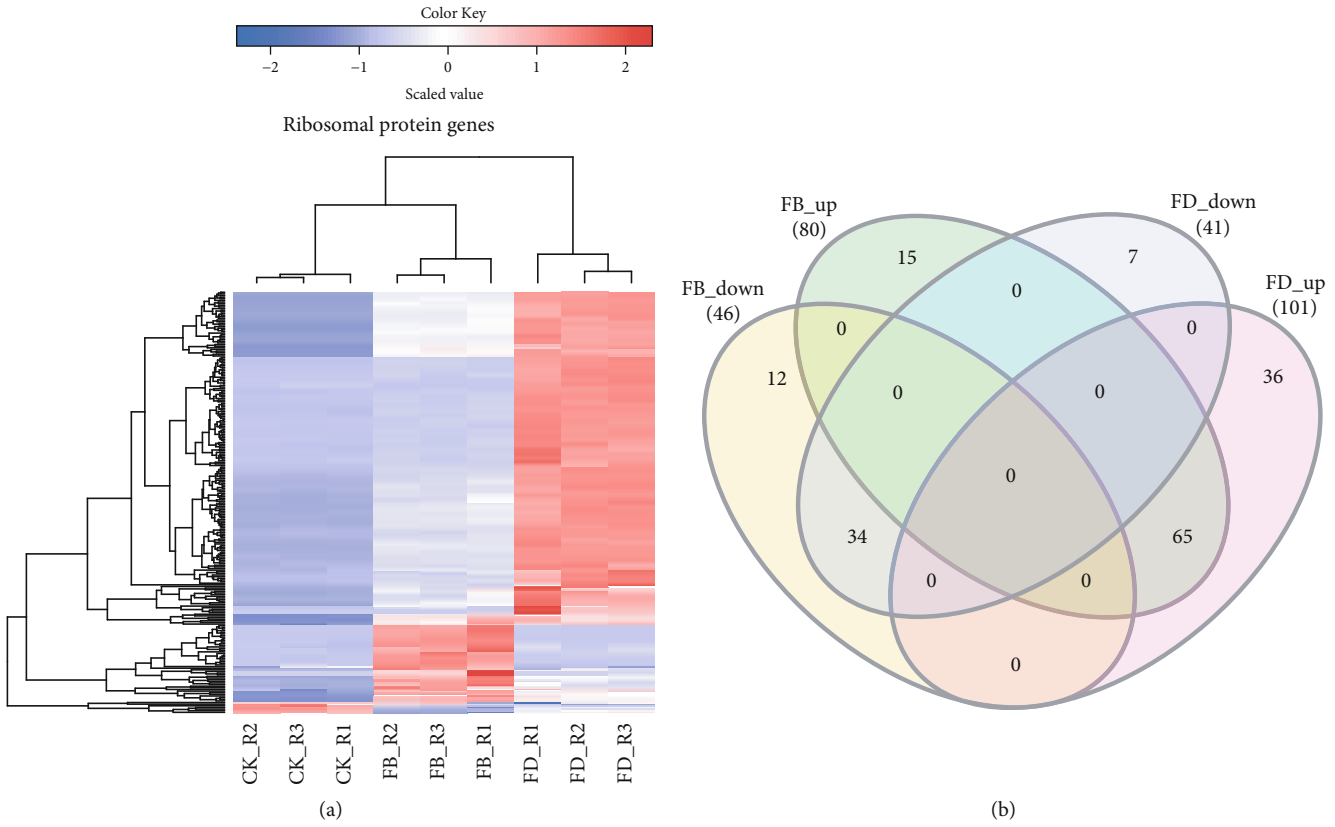 Color Key
−2 −1 0 1 2
Scaled value
Ribosomal protein genes
CK_R2
CK_R3
CK_R1
FB_R2
FB_R3
FB_R1
FD_R1
FD_R2
FD_R3
(a)
FB_up
(80)
FD_down
(41)
FB_down
(46)
FD_up
(101)
15
7
0
0
0
12
36
0
0
0
34
65
0
0
0
(b)